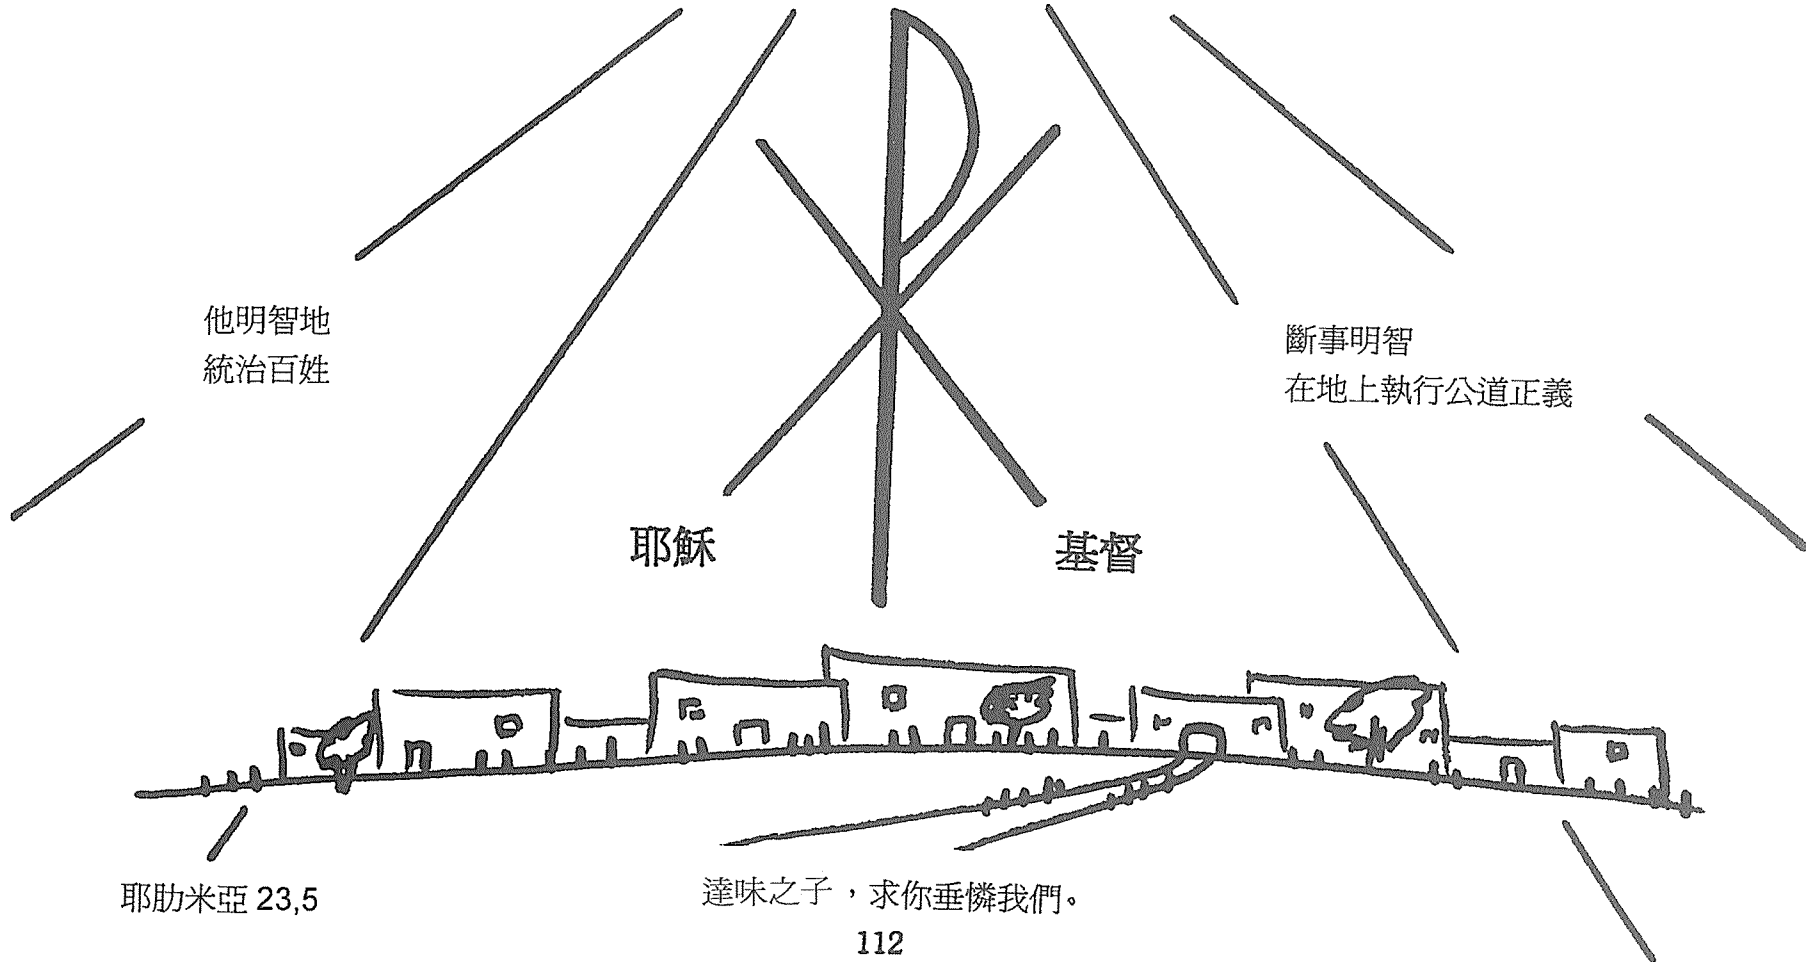 他明智地
統治百姓
斷事明智
在地上執行公道正義
耶穌
基督
耶肋米亞 23,5
達味之子，求你垂憐我們。
112